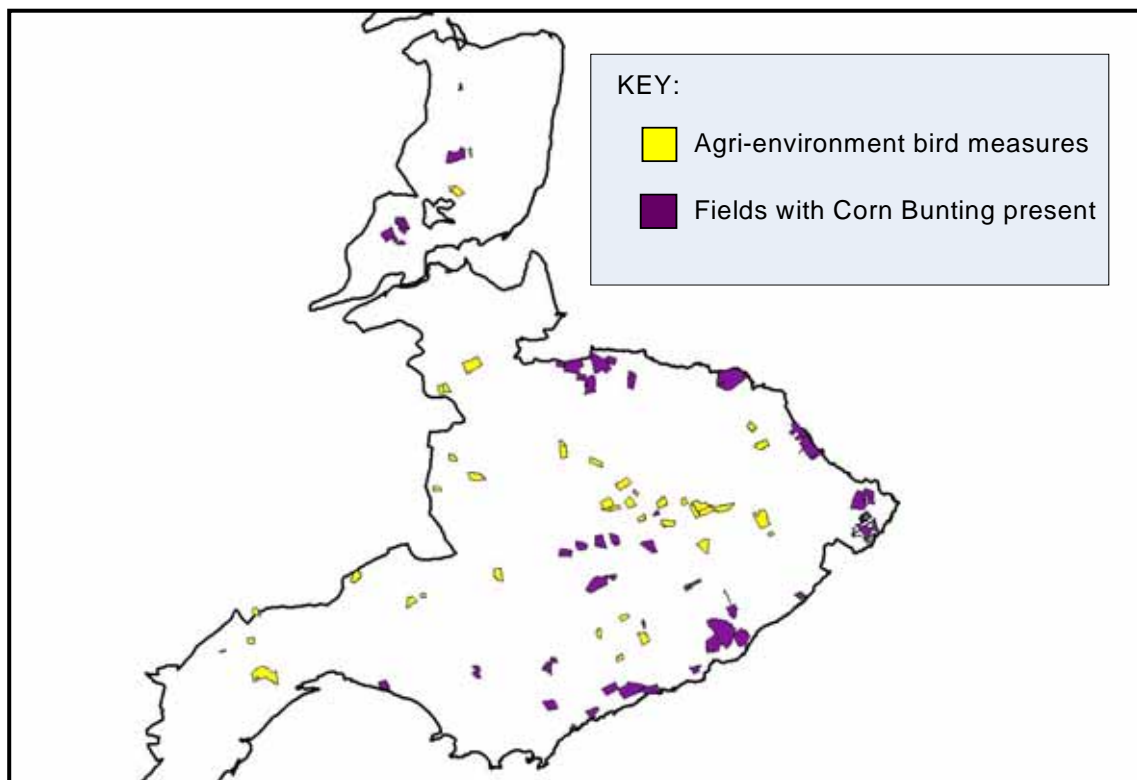 KEY:
Agri-environment bird measures
Fields with Corn Bunting present